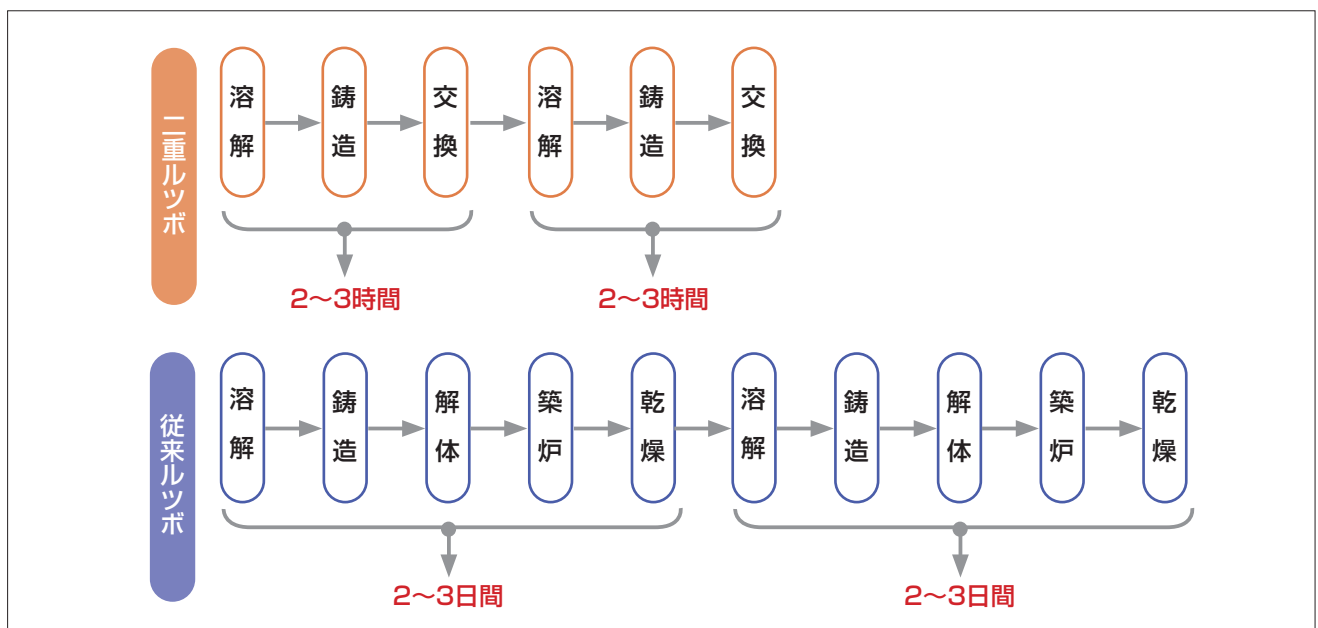 二重ルツボ
溶解
鋳造
交換
溶解
鋳造
交換
2〜3時間
2〜3時間
従来ルツボ
溶解
鋳造
解体
築炉
乾燥
溶解
鋳造
解体
築炉
乾燥
2〜3日間
2〜3日間